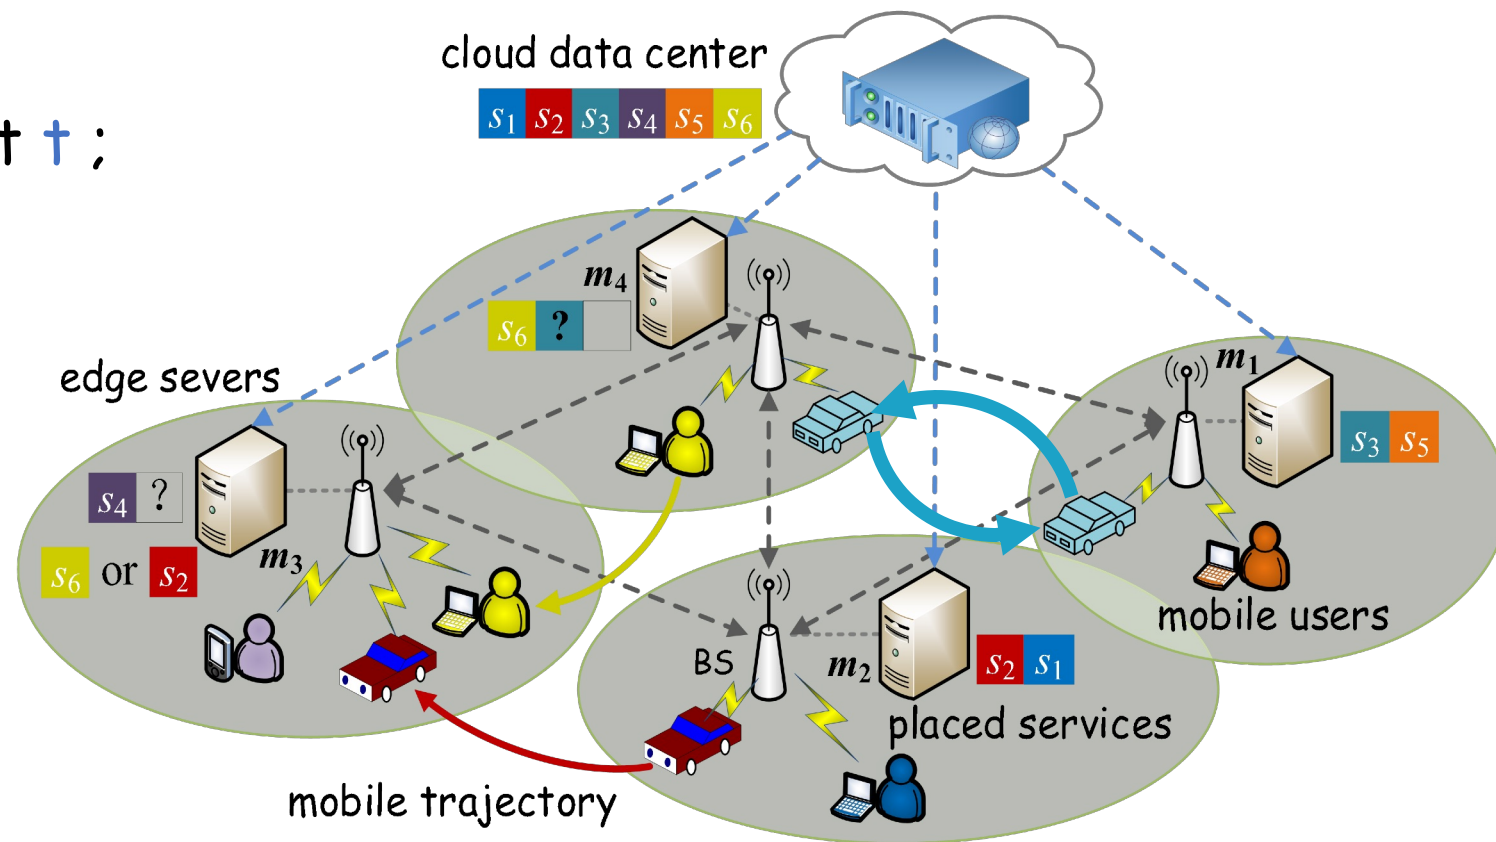 cloud data center
s1 s2 s3 s4 s5 s6
t t ;
m4
s6 ?
m1
edge severs
s3 s5
s4 ?
m3
s6 or s2
mobile users
BS
m2
s2 s1
placed services
mobile trajectory